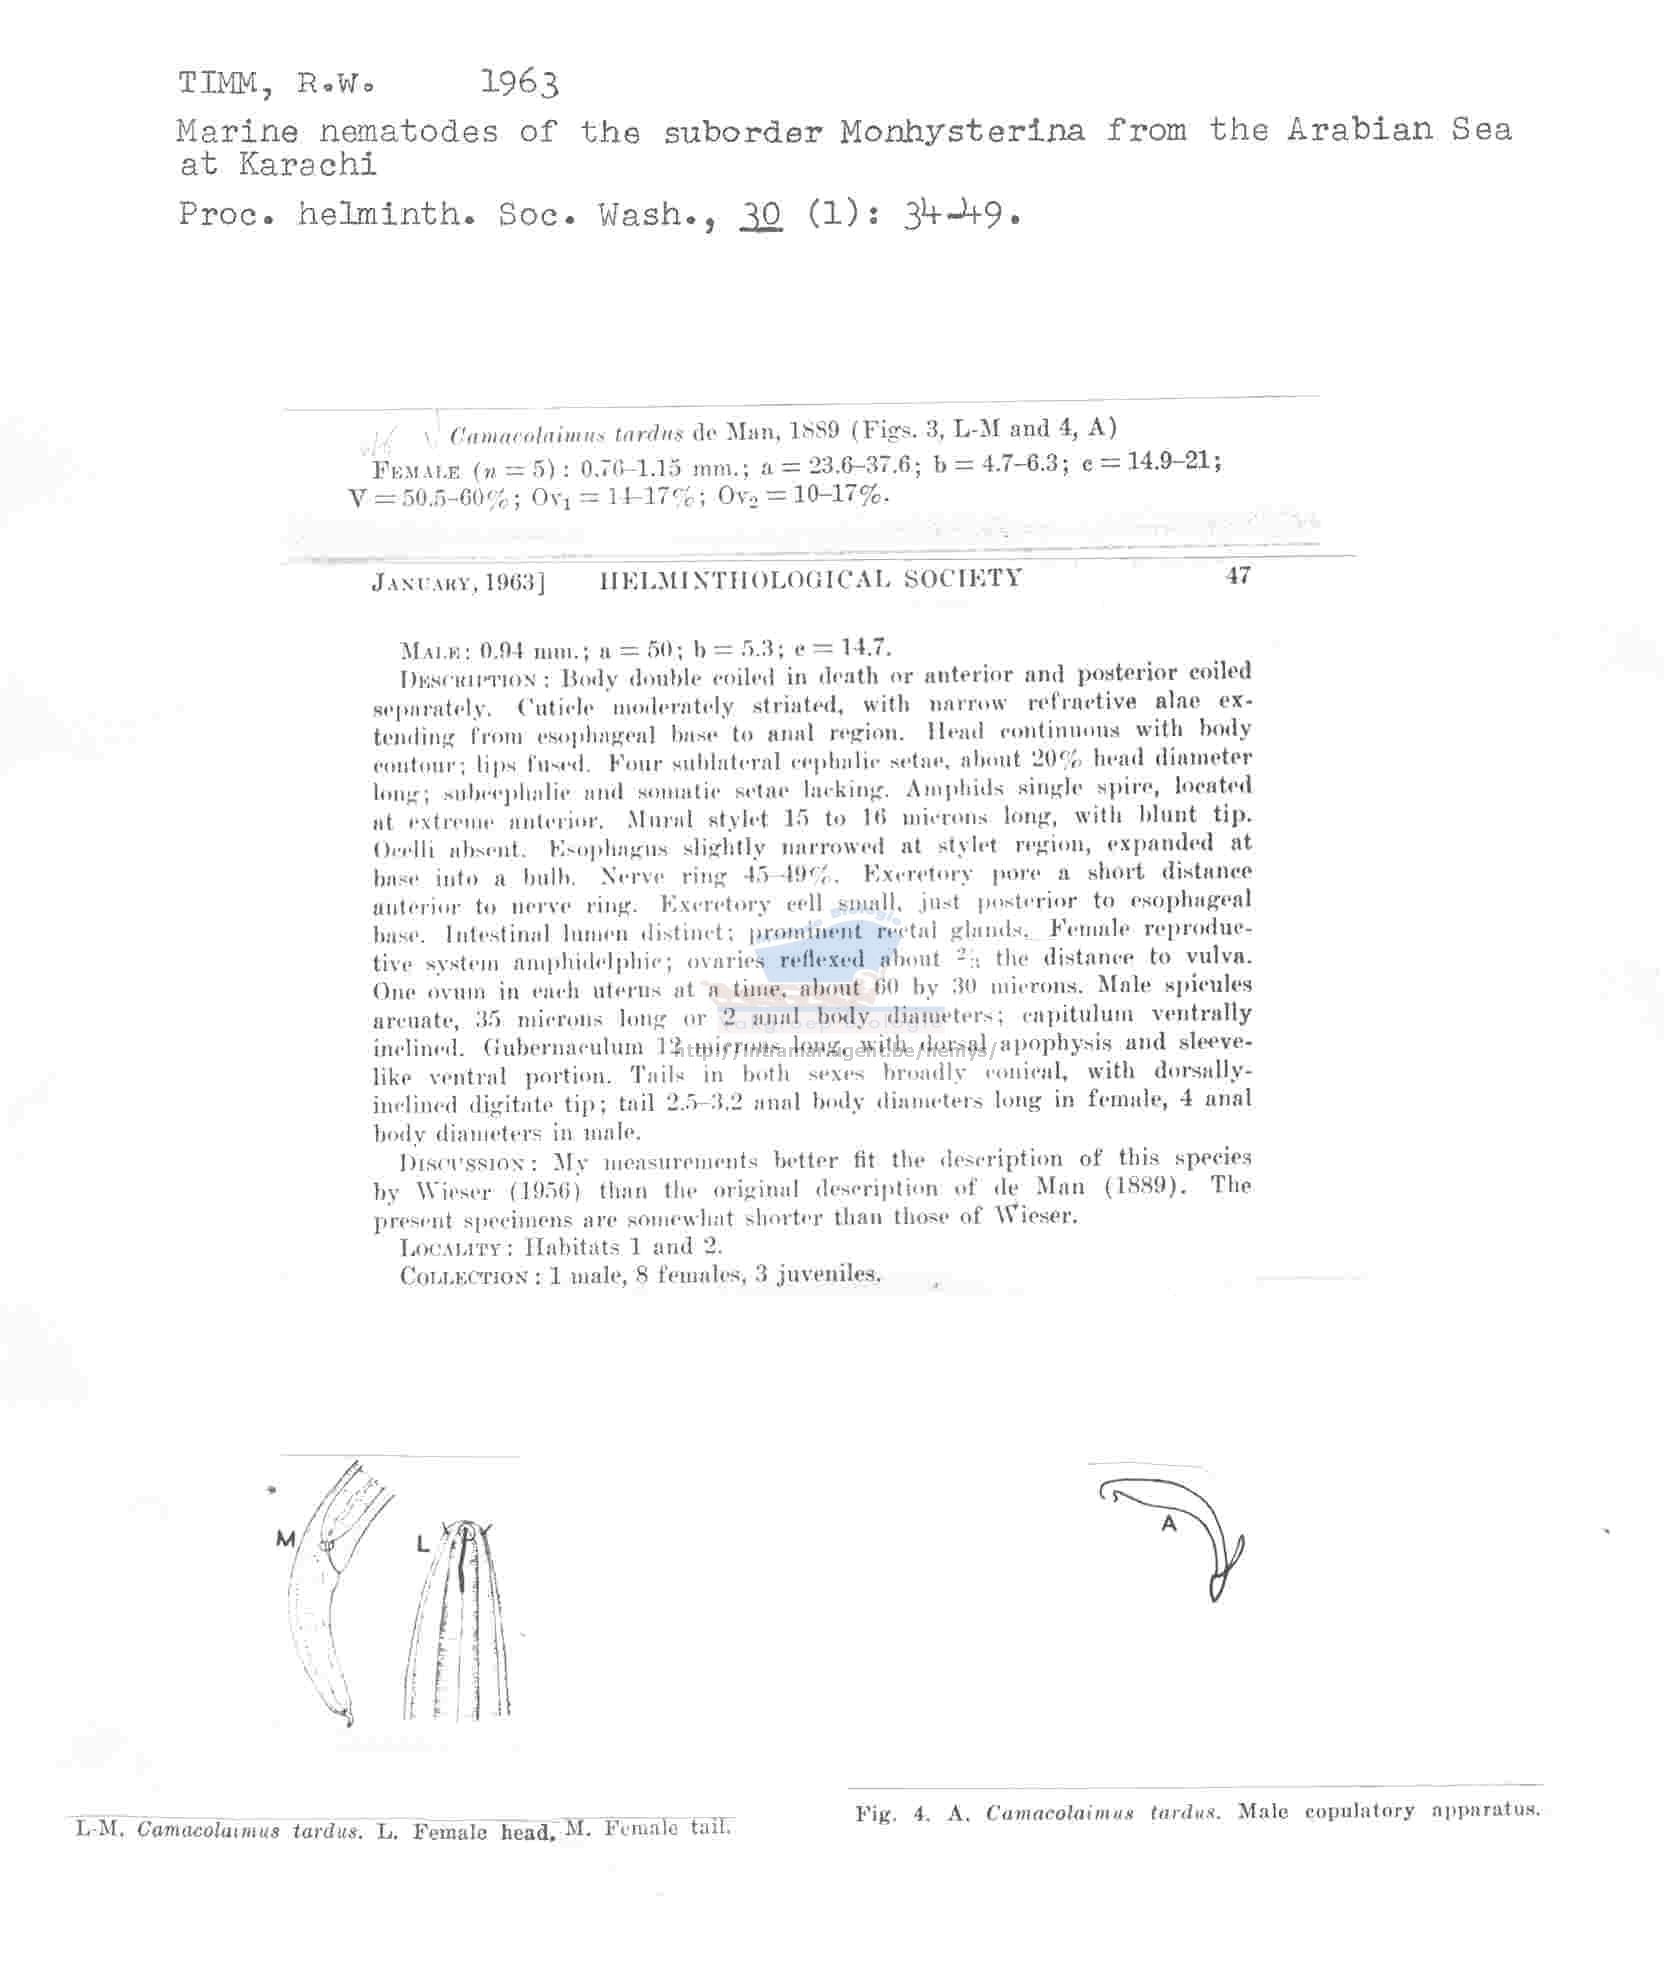 TIMM, R.W. 1963
Marine nematodes of the suborder Monhysterina from the Arabian Sea
at Karachi
Proc. helminth. Soc. Wash., 30 (1): 34-49.
Camacolaimus tardus de Man, 1889 (Figs. 3, L-M and 4, A)
FEMALE (n = 5): 0.76–1.15 mm.; a = 23.6–37.6; b = 4.7–6.3; c = 14.9–21;
V = 50.5–60%; Ov1 = 14–17%; Ov2 = 10–17%.
JANUARY, 1963] HELMINTHOLOGICAL SOCIETY 47
MALE: 0.94 mm.; a = 50; b = 5.3; c = 14.7.
DESCRIPTION: Body double coiled in death or anterior and posterior coiled
separately. Cuticle moderately striated, with narrow refractive alae ex-
tending from esophageal base to anal region. Head continuous with body
contour; lips fused. Four sublateral cephalic setae, about 20% head diameter
long; subcephalic and somatic setae lacking. Amphids single spire, located
at extreme anterior. Mural stylet 15 to 16 microns long, with blunt tip.
Ocelli absent. Esophagus slightly narrowed at stylet region, expanded at
base into a bulb. Nerve ring 45–49%. Excretory pore a short distance
anterior to nerve ring. Excretory cell small, just posterior to esophageal
base. Intestinal lumen distinct; prominent rectal glands. Female reproduc-
tive system amphidelphic; ovaries reflexed about 2/3 the distance to vulva.
One ovum in each uterus at a time, about 60 by 30 microns. Male spicules
arcuate, 35 microns long or 2 anal body diameters; capitulum ventrally
inclined. Gubernaculum 12 microns long, with dorsal apophysis and sleeve-
like ventral portion. Tails in both sexes broadly conical, with dorsally-
inclined digitate tip; tail 2.5–3.2 anal body diameters long in female, 4 anal
body diameters in male.
DISCUSSION: My measurements better fit the description of this species
by Wieser (1956) than the original description of de Man (1889). The
present specimens are somewhat shorter than those of Wieser.
LOCALITY: Habitats 1 and 2.
COLLECTION: 1 male, 8 females, 3 juveniles.
M
L
A
L-M. Camacolaimus tardus. L. Female head, M. Female tail.
Fig. 4. A. Camacolaimus tardus. Male copulatory apparatus.